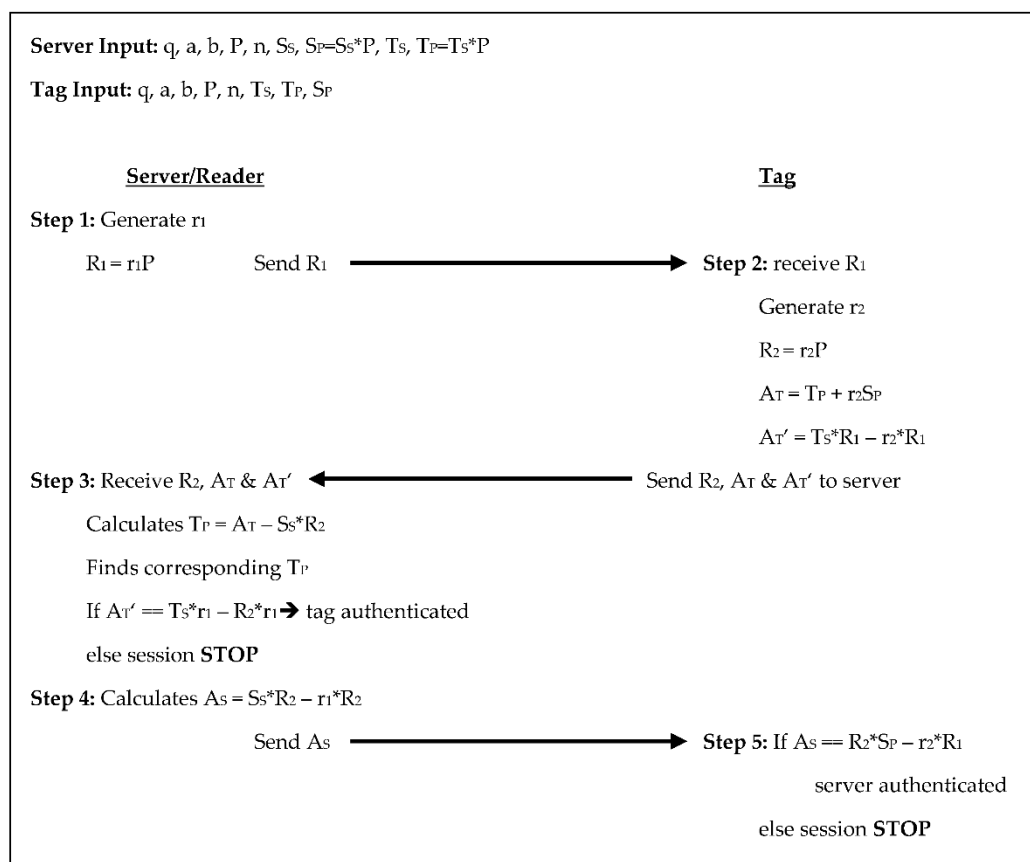 Server Input: q, a, b, P, n, Ss, SP=Ss*P, Ts, TP=Ts*P
Tag Input: q, a, b, P, n, Ts, TP, SP
Server/Reader Tag
Step 1: Generate r1
R1 = r1P Send R1 Step 2: receive R1
Generate r2
R2 = r2P
AT = TP + r2SP
AT′ = Ts*R1 – r2*R1
Step 3: Receive R2, AT & AT′ Send R2, AT & AT′ to server
Calculates TP = AT – Ss*R2
Finds corresponding TP
If AT′ == Ts*r1 – R2*r1➔ tag authenticated
else session STOP
Step 4: Calculates As = Ss*R2 – r1*R2
Send As Step 5: If As == R2*SP – r2*R1
server authenticated
else session STOP